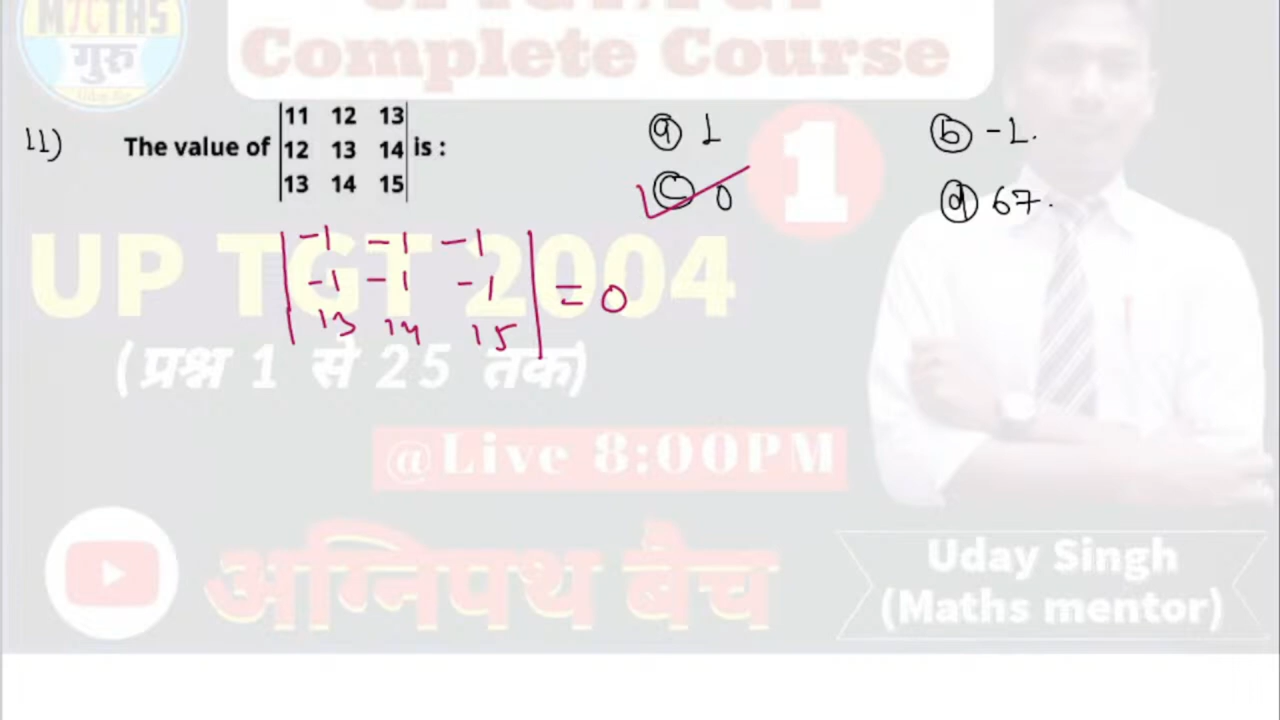 गुरु
Complete Course
11) The value of |11 12 13| is :
|12 13 14|
|13 14 15|
(a) 1
(b) -1.
(c) 0
(d) 67.
1
|-1 -1 -1|
|-1 -1 -1| = 0
|13 14 15|
UP TGT 2004
(प्रश्न 1 से 25 तक)
@Live 8:00PM
अग्निपथ बैच
Uday Singh
(Maths mentor)